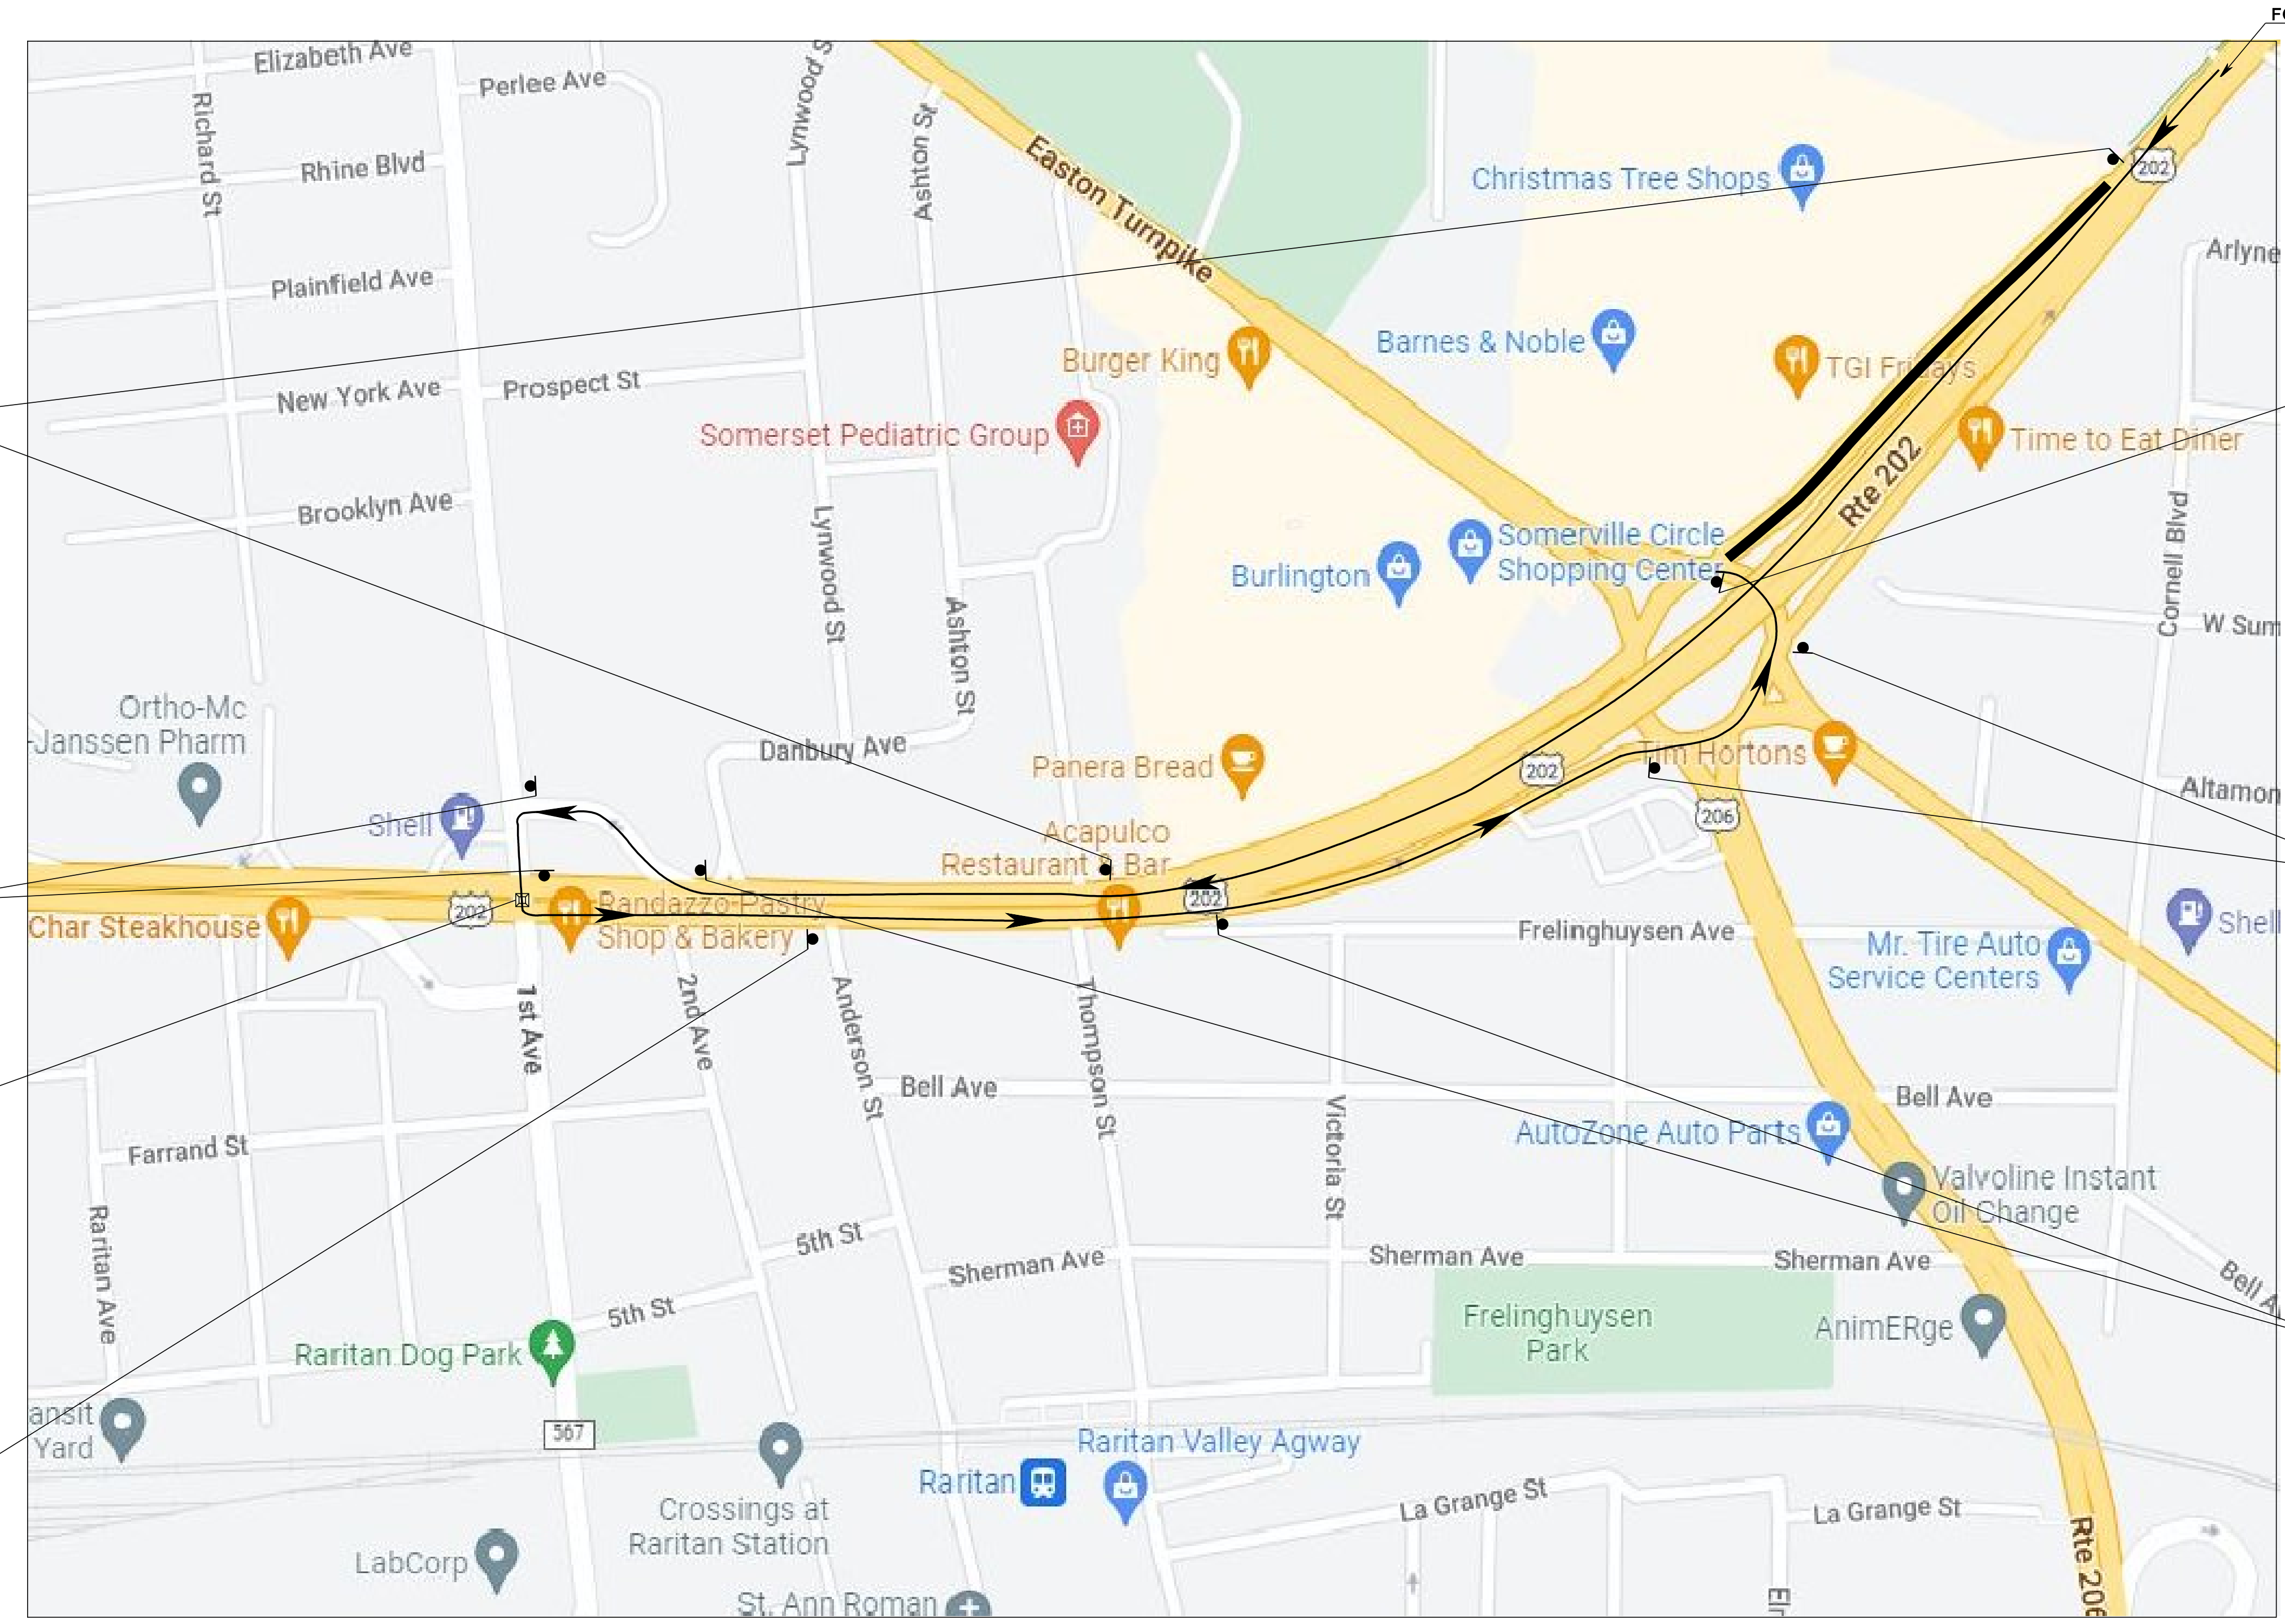 Elizabeth Ave
Perlee Ave
Richard St
Rhine Blvd
Lynwood S
Ashton St
Easton Turnpike
Christmas Tree Shops
202
Arlyne
Plainfield Ave
New York Ave
Prospect St
Burger King
Barnes & Noble
TGI Fridays
Somerset Pediatric Group
Time to Eat Diner
Rte 202
Brooklyn Ave
Lynwood St
Ashton St
Burlington
Somerville Circle
Shopping Center
Cornell Blvd
W Sum
Ortho-Mc
-Janssen Pharm
Danbury Ave
Panera Bread
202
Tim Hortons
Altamon
Shell
206
Acapulco
Restaurant & Bar
202
202
Char Steakhouse
Randazzo Pastry
Shop & Bakery
Frelinghuysen Ave
Mr. Tire Auto
Service Centers
Shell
1st Ave
2nd Ave
Anderson St
Thompson St
Bell Ave
Bell Ave
Victoria St
AutoZone Auto Parts
Farrand St
Valvoline Instant
Oil Change
Raritan Ave
5th St
Sherman Ave
Sherman Ave
Sherman Ave
Bell A
5th St
Frelinghuysen
Park
AnimERge
Raritan Dog Park
ansit
Yard
567
Raritan Valley Agway
Raritan
Crossings at
Raritan Station
La Grange St
La Grange St
Rte 206
LabCorp
St. Ann Roman